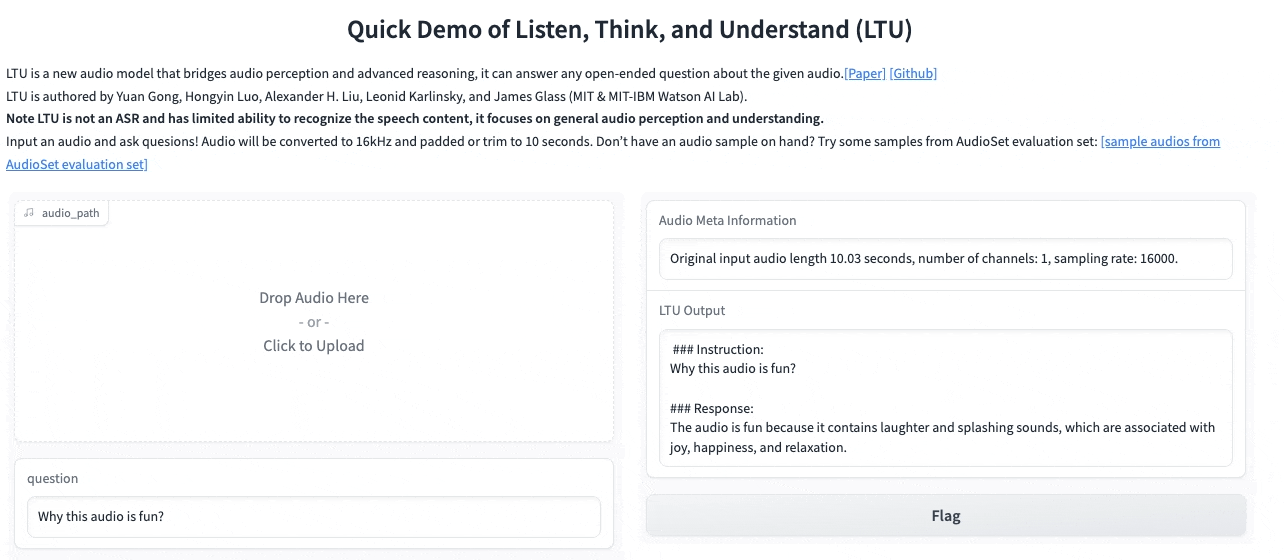 Quick Demo of Listen, Think, and Understand (LTU)
LTU is a new audio model that bridges audio perception and advanced reasoning, it can answer any open-ended question about the given audio.[Paper] [Github]
LTU is authored by Yuan Gong, Hongyin Luo, Alexander H. Liu, Leonid Karlinsky, and James Glass (MIT & MIT-IBM Watson AI Lab).
Note LTU is not an ASR and has limited ability to recognize the speech content, it focuses on general audio perception and understanding.
Input an audio and ask quesions! Audio will be converted to 16kHz and padded or trim to 10 seconds. Don't have an audio sample on hand? Try some samples from AudioSet evaluation set: [sample audios from
AudioSet evaluation set]
audio_path
Drop Audio Here
- or -
Click to Upload
question
Why this audio is fun?
Audio Meta Information
Original input audio length 10.03 seconds, number of channels: 1, sampling rate: 16000.
LTU Output
### Instruction:
Why this audio is fun?
### Response:
The audio is fun because it contains laughter and splashing sounds, which are associated with
joy, happiness, and relaxation.
Flag